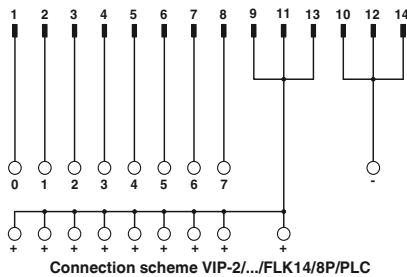 1 2 3 4 5 6 7 8 9 11 13 10 12 14
0 1 2 3 4 5 6 7 -
+ + + + + + + + +
Connection scheme VIP-2/.../FLK14/8P/PLC